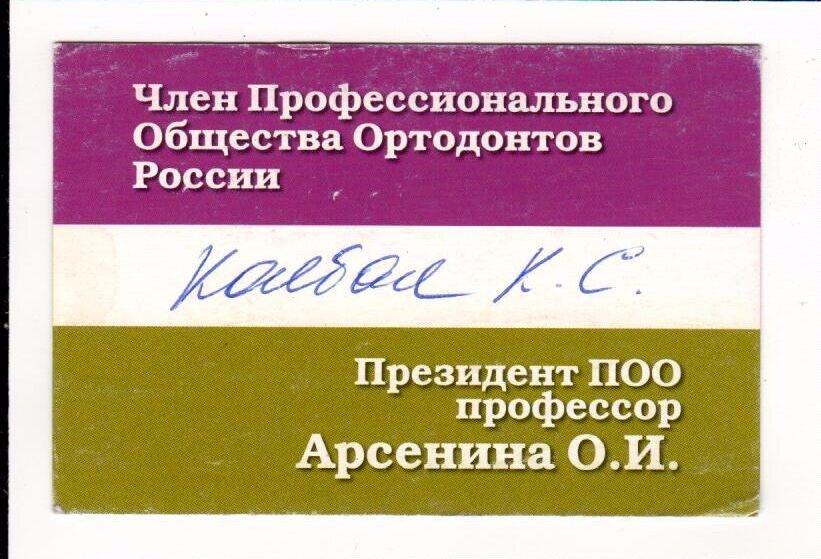 Член Профессионального
Общества Ортодонтов
России
К. С.
Президент ПОО
профессор
Арсенина О.И.